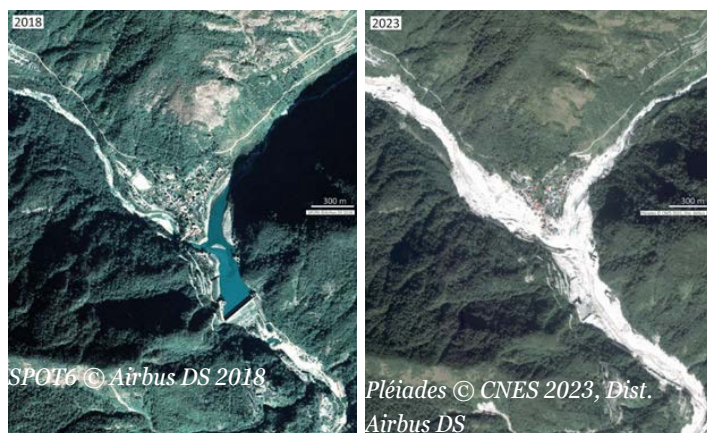 2018
2023
300 m
300 m
SPOT6 © Airbus DS 2018
Pléiades © CNES 2023, Dist.
Airbus DS